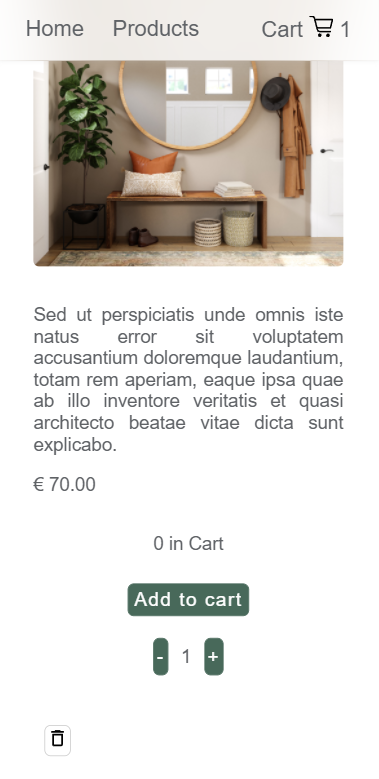 Home Products Cart 1
Sed ut perspiciatis unde omnis iste
natus error sit voluptatem
accusantium doloremque laudantium,
totam rem aperiam, eaque ipsa quae
ab illo inventore veritatis et quasi
architecto beatae vitae dicta sunt
explicabo.
€ 70.00
0 in Cart
Add to cart
- 1 +